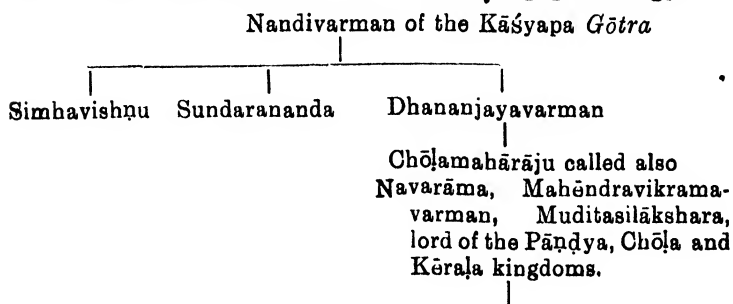 Nandivarman of the Kāśyapa Gōtra
Simhavishṇu Sundarananda Dhananjayavarman
Chōḷamahārāju called also
Navarāma, Mahēndravikrama-
varman, Muditasilākshara,
lord of the Pāṇḍya, Chōḷa and
Kēraḷa kingdoms.